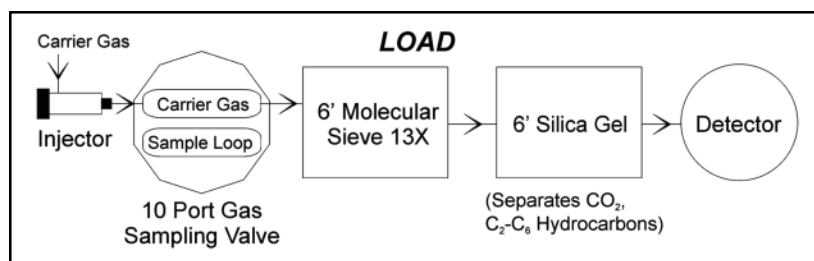 LOAD
Carrier Gas
Injector
Carrier Gas
Sample Loop
10 Port Gas
Sampling Valve
6' Molecular
Sieve 13X
6' Silica Gel
(Separates CO₂,
C₂-C₆ Hydrocarbons)
Detector